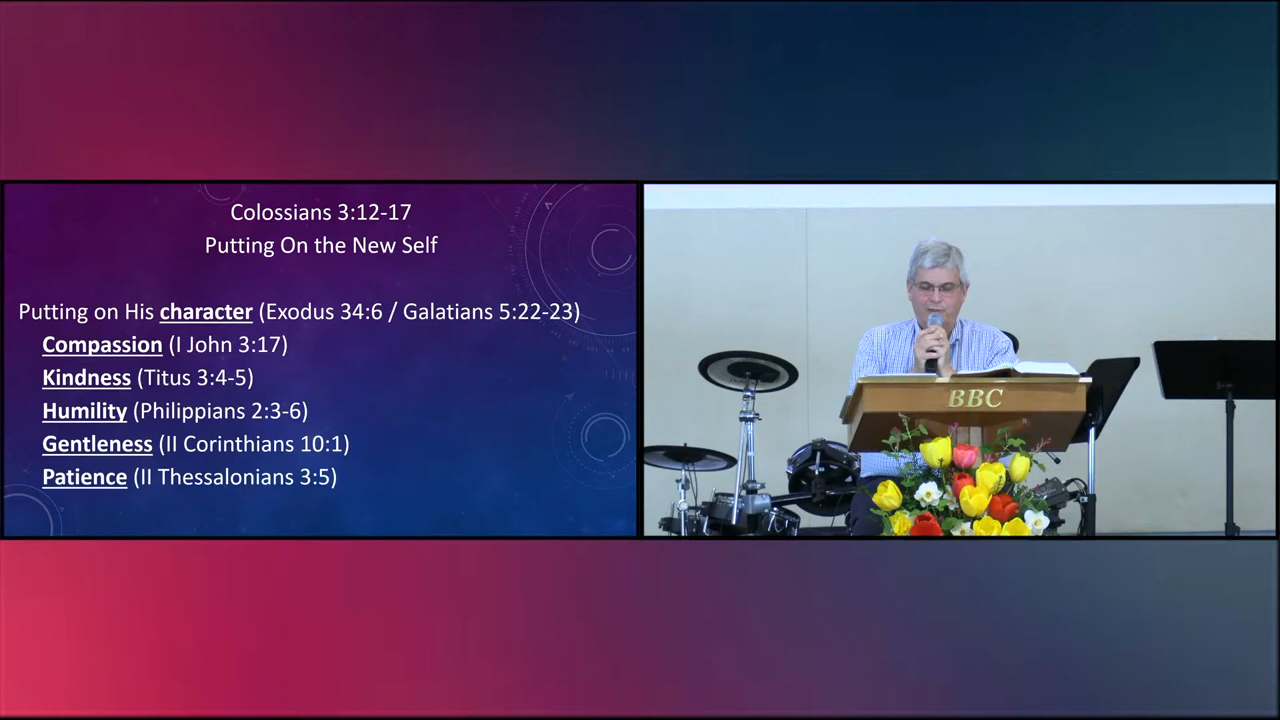 Colossians 3:12-17
Putting On the New Self
Putting on His character (Exodus 34:6 / Galatians 5:22-23)
Compassion (I John 3:17)
Kindness (Titus 3:4-5)
Humility (Philippians 2:3-6)
Gentleness (II Corinthians 10:1)
Patience (II Thessalonians 3:5)
BBC